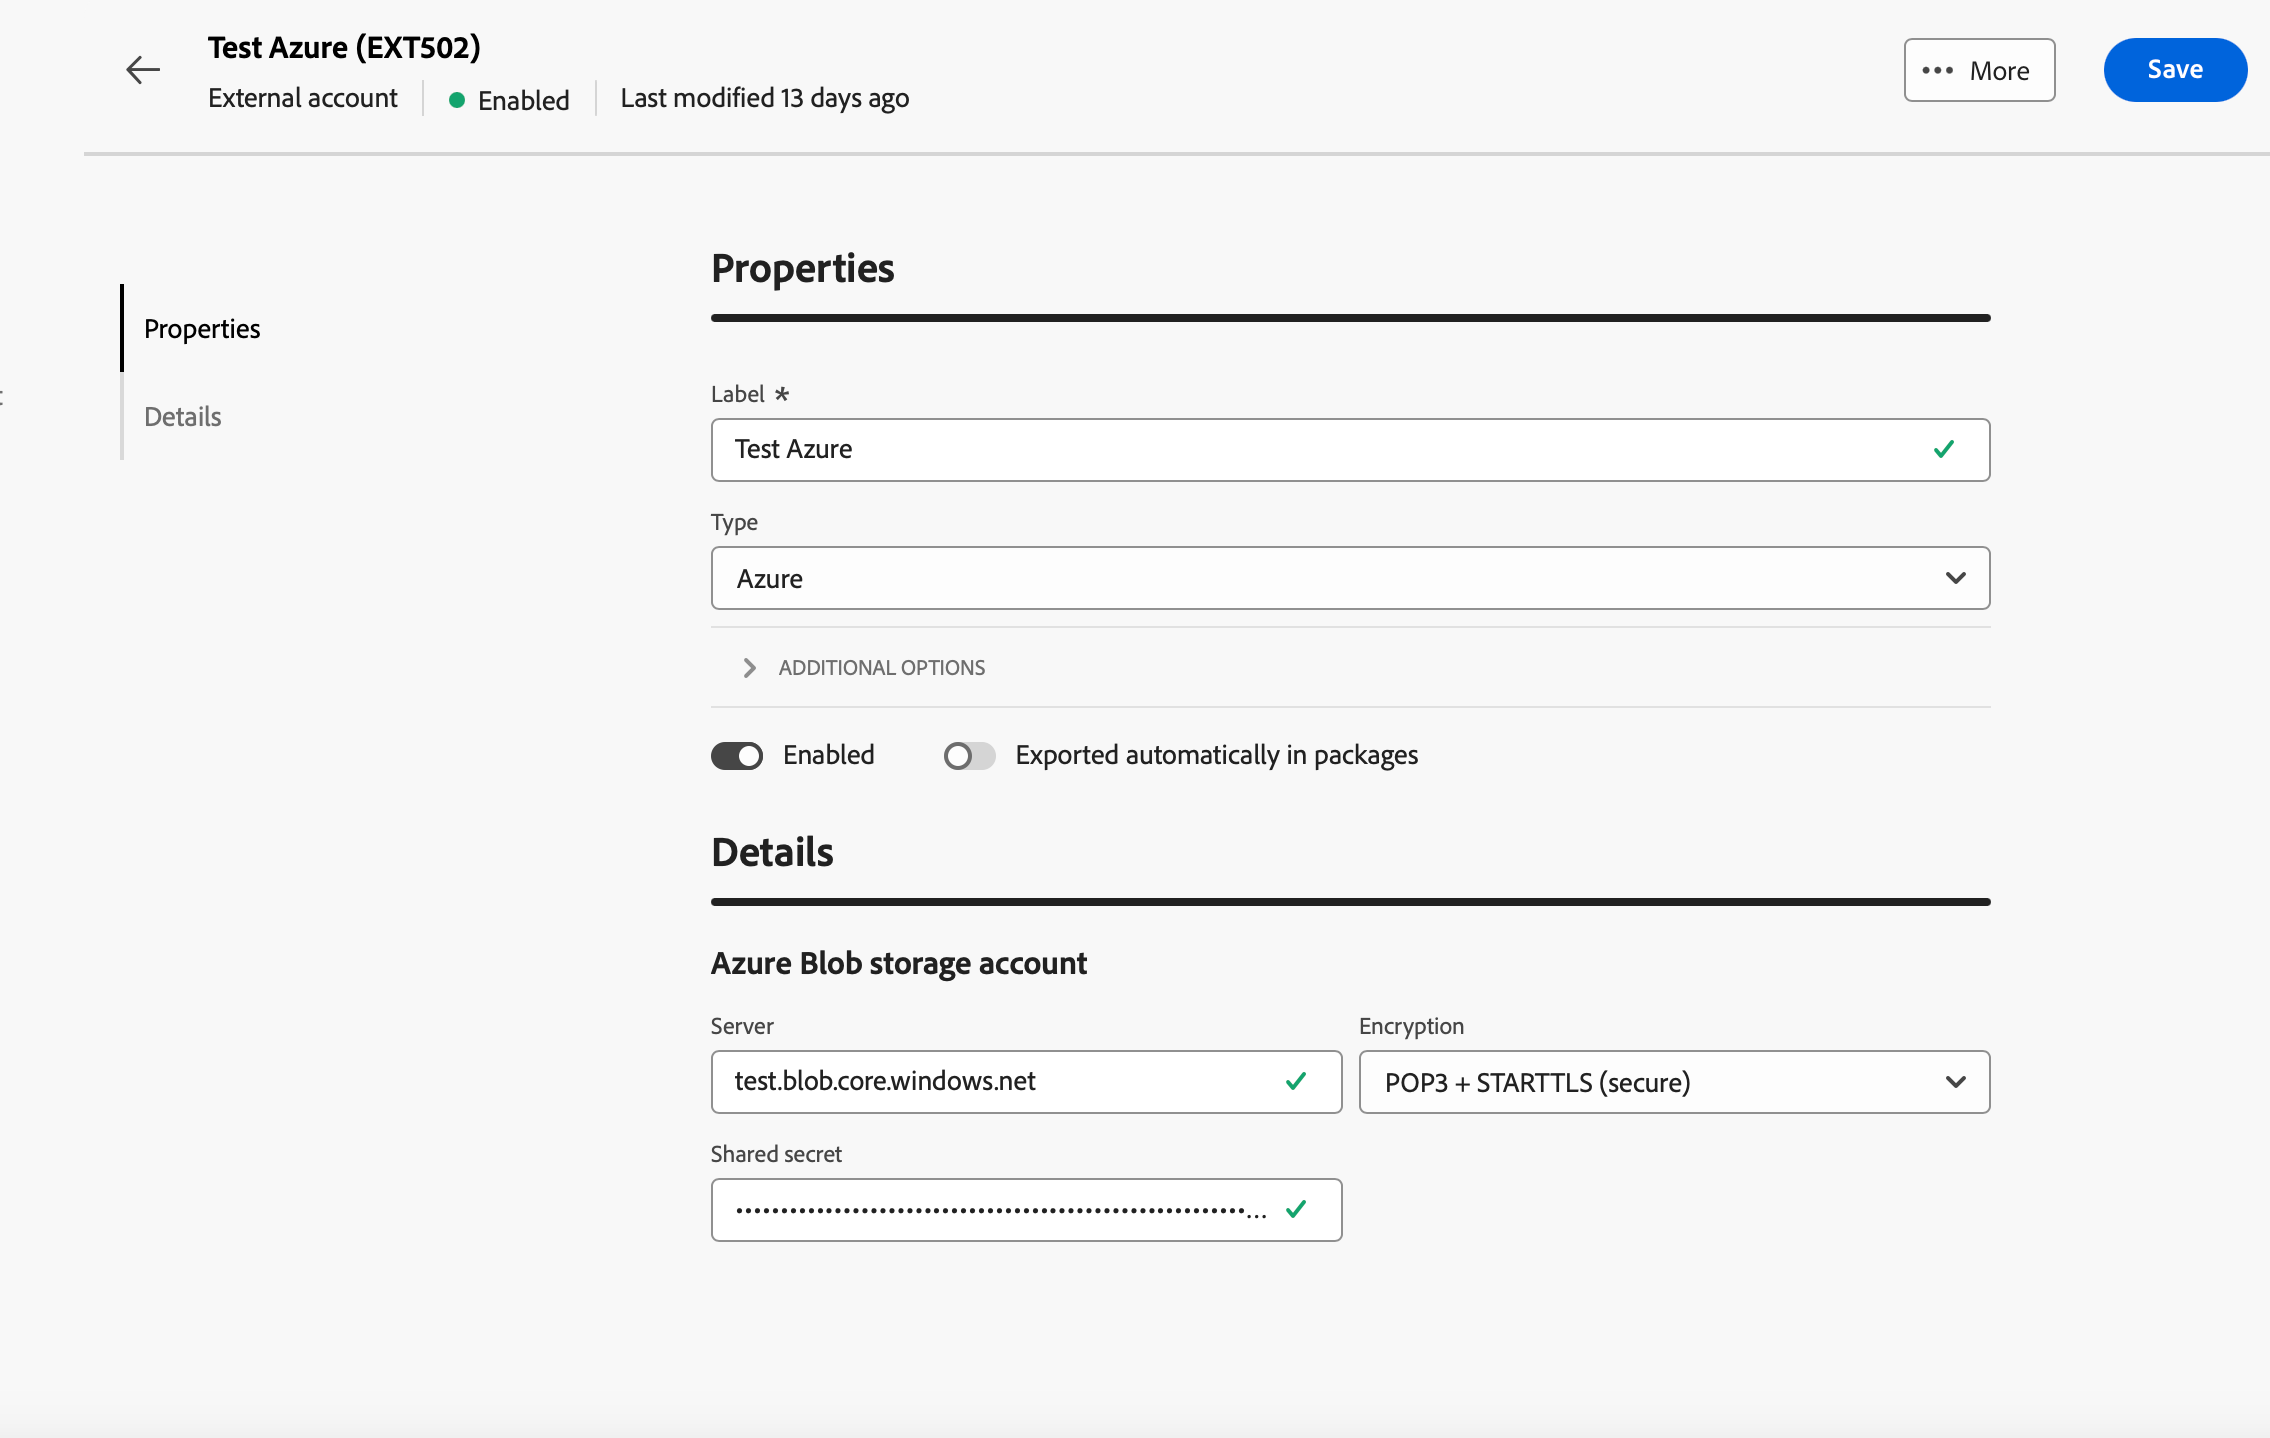 Test Azure (EXT502)
External account
Enabled
Last modified 13 days ago
More
Save
Properties
Details
Properties
Label *
Test Azure
Type
Azure
ADDITIONAL OPTIONS
Enabled
Exported automatically in packages
Details
Azure Blob storage account
Server
test.blob.core.windows.net
Encryption
POP3 + STARTTLS (secure)
Shared secret